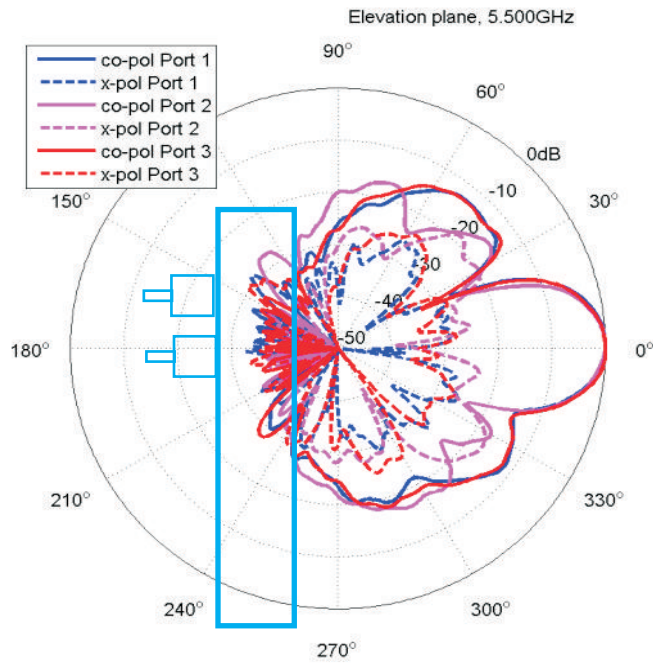 Elevation plane, 5.500GHz
co-pol Port 1
x-pol Port 1
co-pol Port 2
x-pol Port 2
co-pol Port 3
x-pol Port 3
90°
60°
0dB
-10
150°
30°
-20
-30
-40
-50
180°
0°
210°
330°
240°
300°
270°